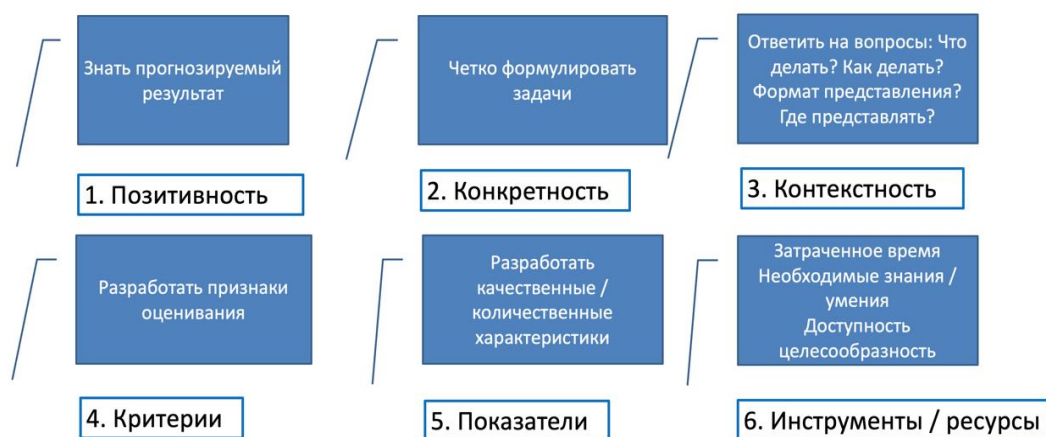 Знать прогнозируемый
результат
1. Позитивность
Четко формулировать
задачи
2. Конкретность
Ответить на вопросы: Что
делать? Как делать?
Формат представления?
Где представлять?
3. Контекстность
Разработать признаки
оценивания
4. Критерии
Разработать
качественные /
количественные
характеристики
5. Показатели
Затраченное время
Необходимые знания /
умения
Доступность
целесообразность
6. Инструменты / ресурсы